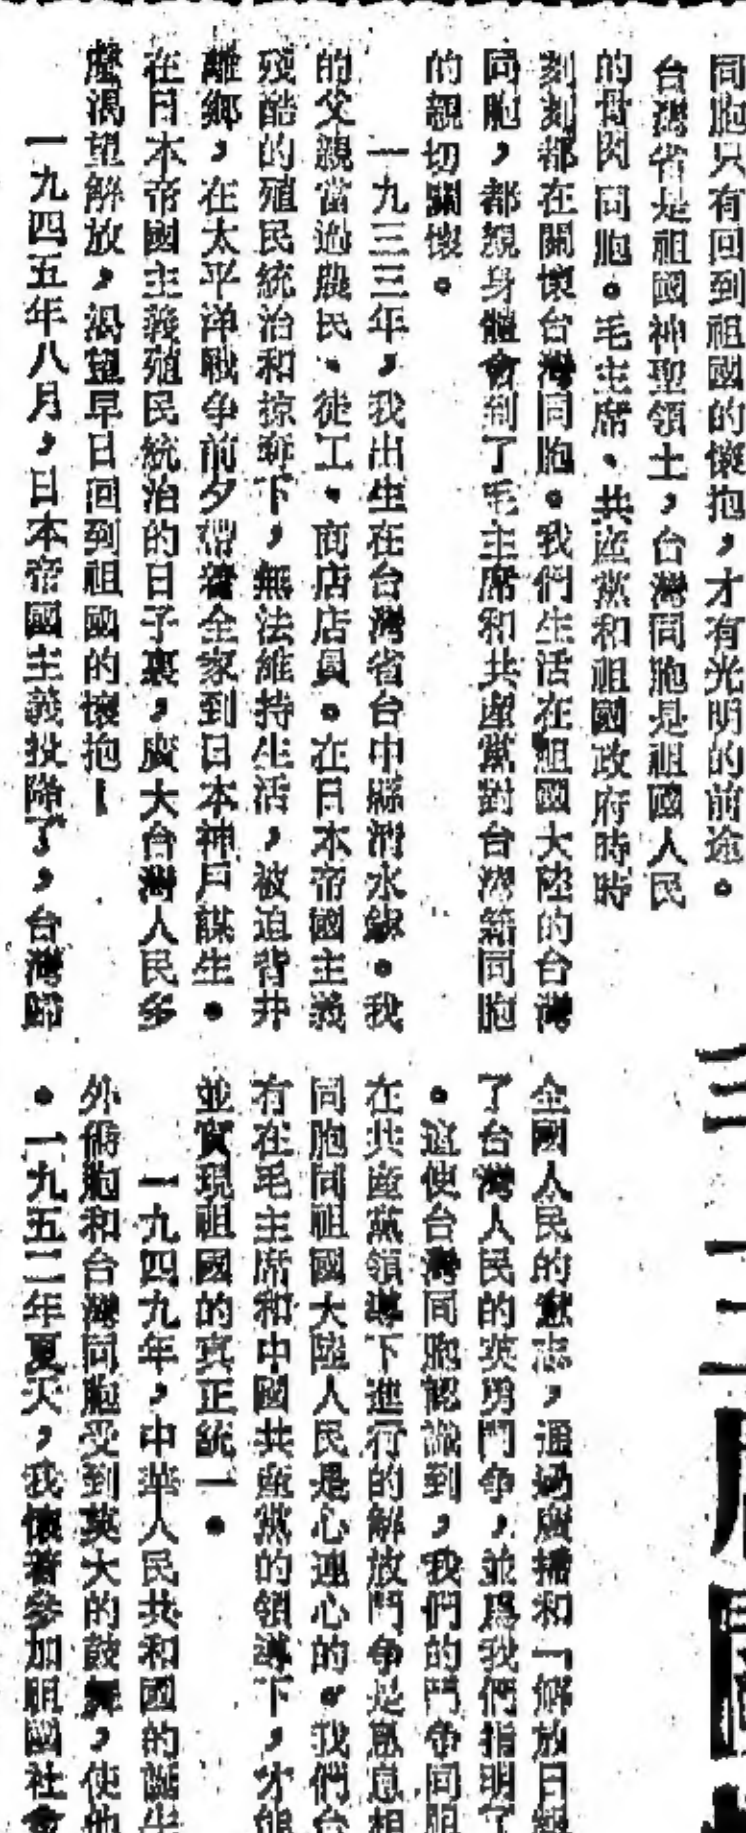 同胞只有回到祖國的懷抱，才有光明的前途。
台灣省是祖國神聖領土，台灣同胞是祖國人民
的骨肉同胞。毛主席、共產黨和祖國政府時時
刻刻都在關懷台灣同胞。我們生活在祖國大陸的台灣
同胞，都親身體會到了毛主席和共產黨對台灣籍同胞
的親切關懷。
一九三三年，我出生在台灣省台中縣清水鎮。我
的父親當過農民、徒工、商店店員。在日本帝國主義
殘酷的殖民統治和掠奪下，無法維持生活，被迫背井
離鄉，在太平洋戰争前夕帶着全家到日本神戶謀生。
在日本帝國主義殖民統治的日子裏，廣大台灣人民多
麼渴望解放，渴望早日回到祖國的懷抱！
一九四五年八月，日本帝國主義投降了，台灣歸
全國人民的意志，通過廣播和「解放日報
了台灣人民的英勇鬥争，並爲我們指明了
。這使台灣同胞認識到，我們的鬥争同祖
在共產黨領導下進行的解放鬥争是息息相
同胞同祖國大陸人民是心連心的。我們台
有在毛主席和中國共產黨的領導下，才能
並實現祖國的真正統一。
一九四九年，中華人民共和國的誕生
外僑胞和台灣同胞受到莫大的鼓舞，使他
。一九五二年夏天，我懷着參加祖國社會